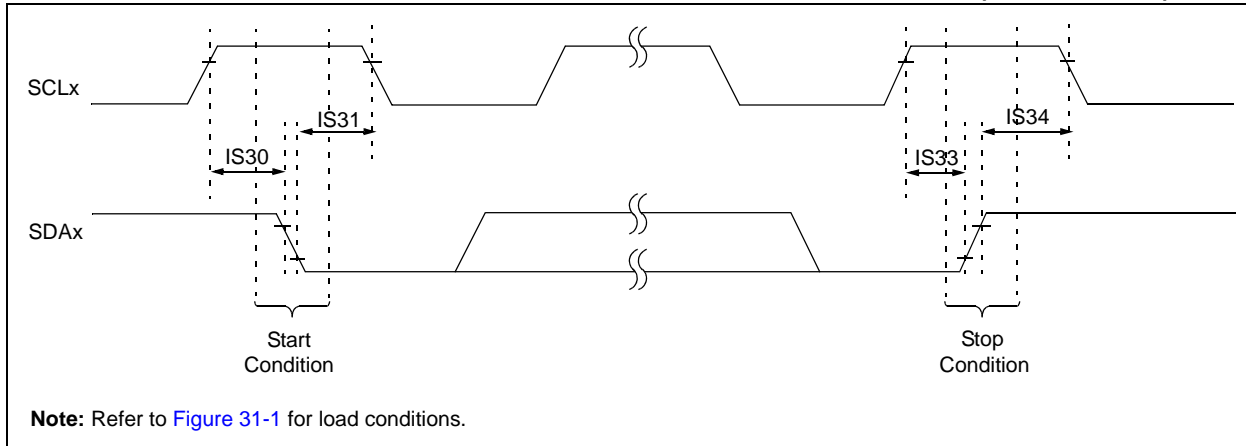 SCLx
IS31
IS34
IS30
IS33
SDAx
Start
Condition
Stop
Condition
Note: Refer to Figure 31-1 for load conditions.